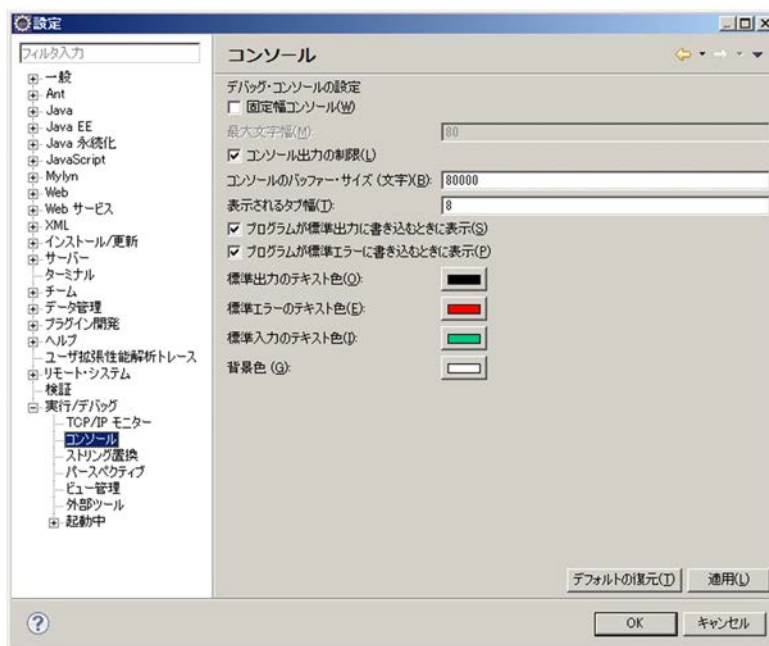 設定
フィルタ入力
一般
Ant
Java
Java EE
Java 永続化
JavaScript
Mylyn
Web
Web サービス
XML
インストール/更新
サーバー
ターミナル
チーム
データ管理
プラグイン開発
ヘルプ
ユーザ拡張性能解析トレース
リモート・システム
検証
実行/デバッグ
TCP/IP モニター
コンソール
ストリング置換
パースペクティブ
ビュー管理
外部ツール
起動中
コンソール
デバッグ・コンソールの設定
固定幅コンソール(W)
最大文字幅(M): 80
コンソール出力の制限(L)
コンソールのバッファー・サイズ (文字)(B): 80000
表示されるタブ幅(T): 8
プログラムが標準出力に書き込むときに表示(S)
プログラムが標準エラーに書き込むときに表示(P)
標準出力のテキスト色(O):
標準エラーのテキスト色(E):
標準入力のテキスト色(I):
背景色 (G):
デフォルトの復元(T) 適用(L)
OK キャンセル